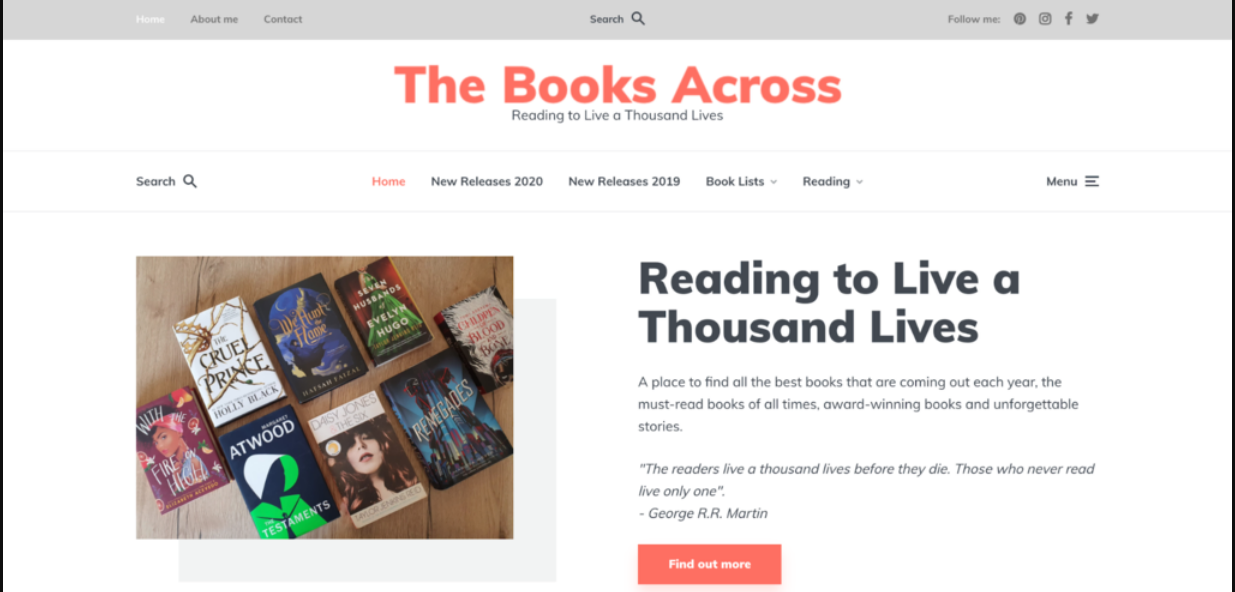 Home About me Contact Search Follow me:
The Books Across
Reading to Live a Thousand Lives
Search Home New Releases 2020 New Releases 2019 Book Lists Reading Menu
THE
CRUEL
PRINCE
HOLLY BLACK
We Hunt
the
Flame
HAFSAH FAIZAL
THE
SEVEN
HUSBANDS
of
EVELYN
HUGO
CHILDREN
OF
BLOOD
AND
BONE
WITH THE
FIRE ON
HIGH
ELIZABETH ACEVEDO
MARGARET
ATWOOD
THE
TESTAMENTS
DAISY JONES
& THE SIX
TAYLOR JENKINS REID
RENEGADES
Reading to Live a
Thousand Lives
A place to find all the best books that are coming out each year, the
must-read books of all times, award-winning books and unforgettable
stories.
"The readers live a thousand lives before they die. Those who never read
live only one".
- George R.R. Martin
Find out more